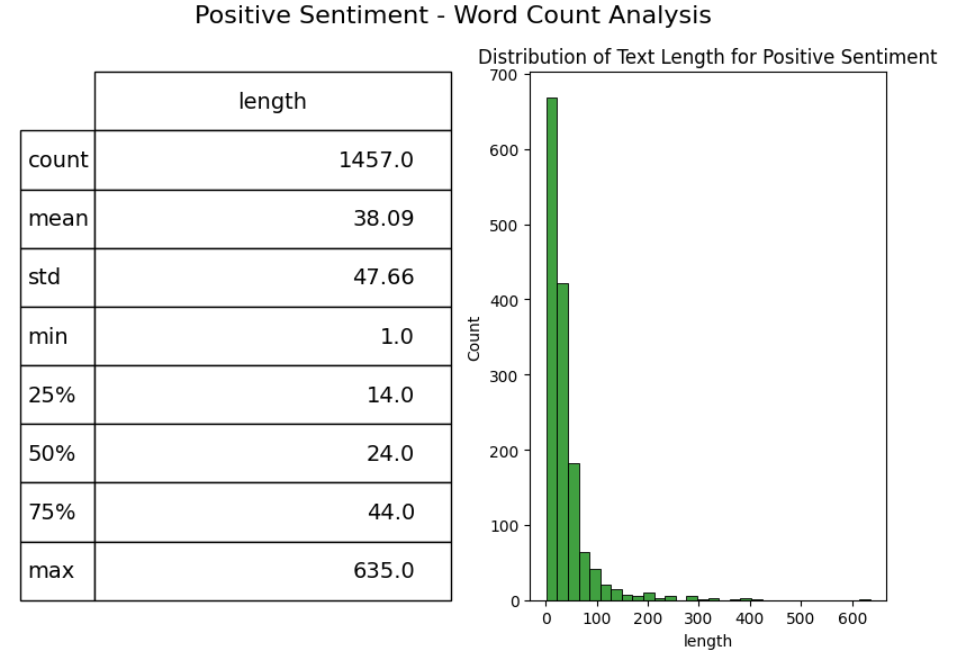 Positive Sentiment - Word Count Analysis
length
count 1457.0
mean 38.09
std 47.66
min 1.0
25% 14.0
50% 24.0
75% 44.0
max 635.0
Distribution of Text Length for Positive Sentiment
700
600
500
400
300
200
100
0
Count
0 100 200 300 400 500 600
length